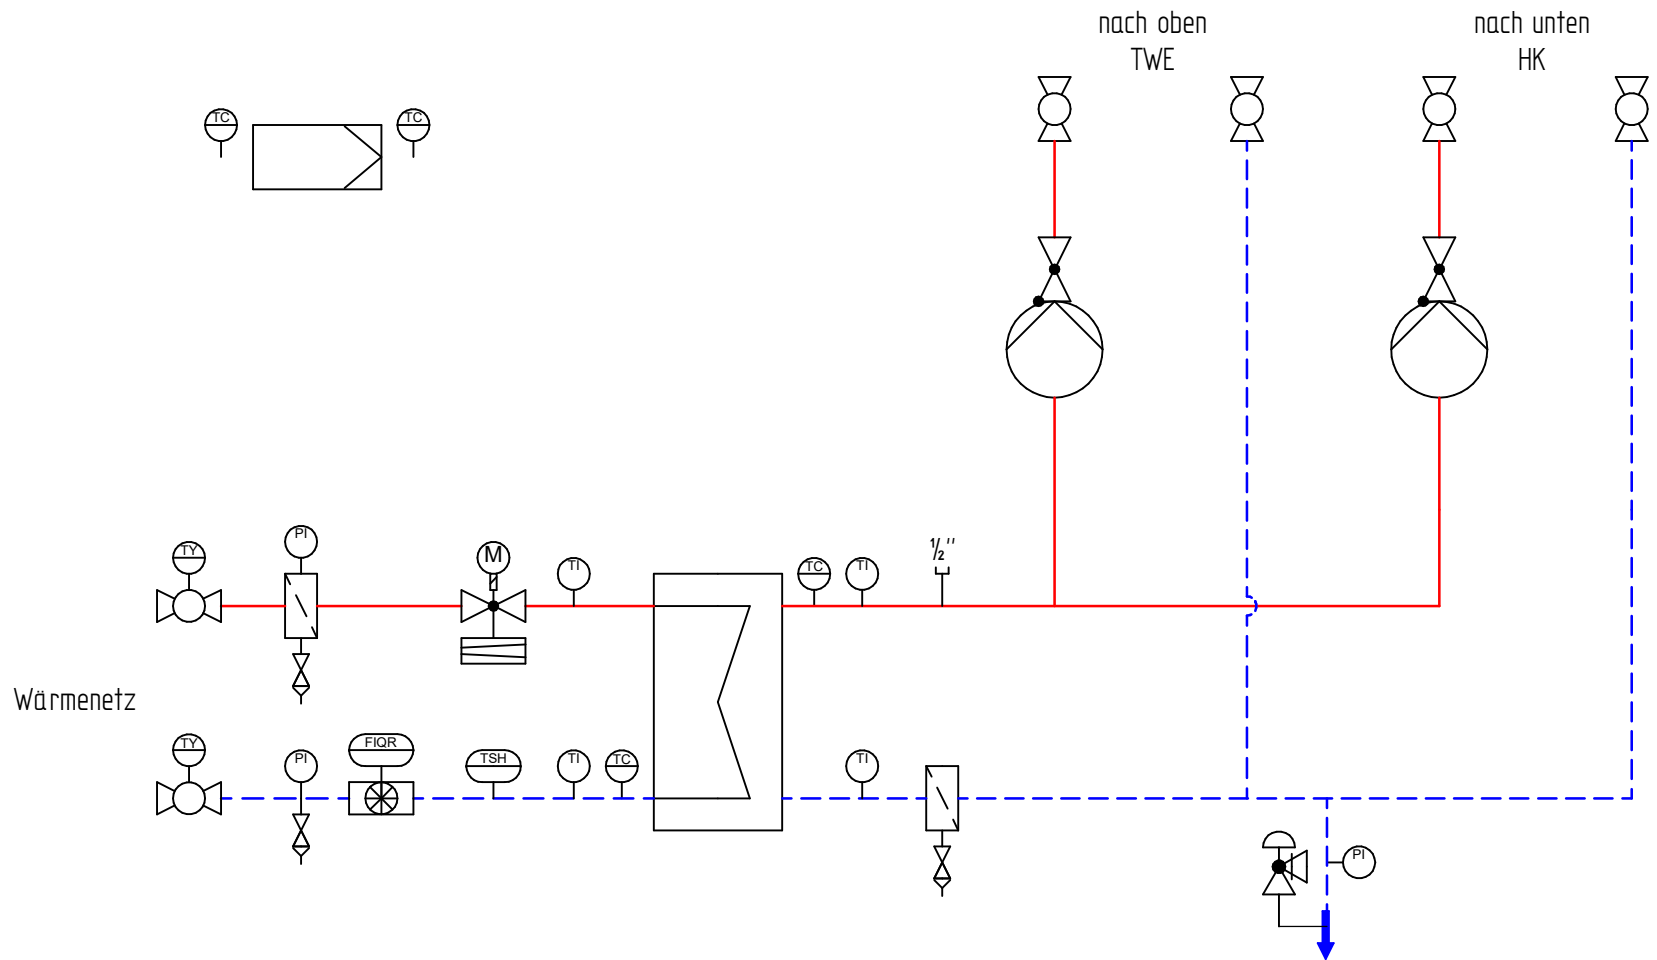 nach oben
TWE
nach unten
HK
TC
TC
TY
PI
M
TI
TC
TI
½"
Wärmenetz
TY
PI
FIQR
TSH
TI
TC
TI
PI